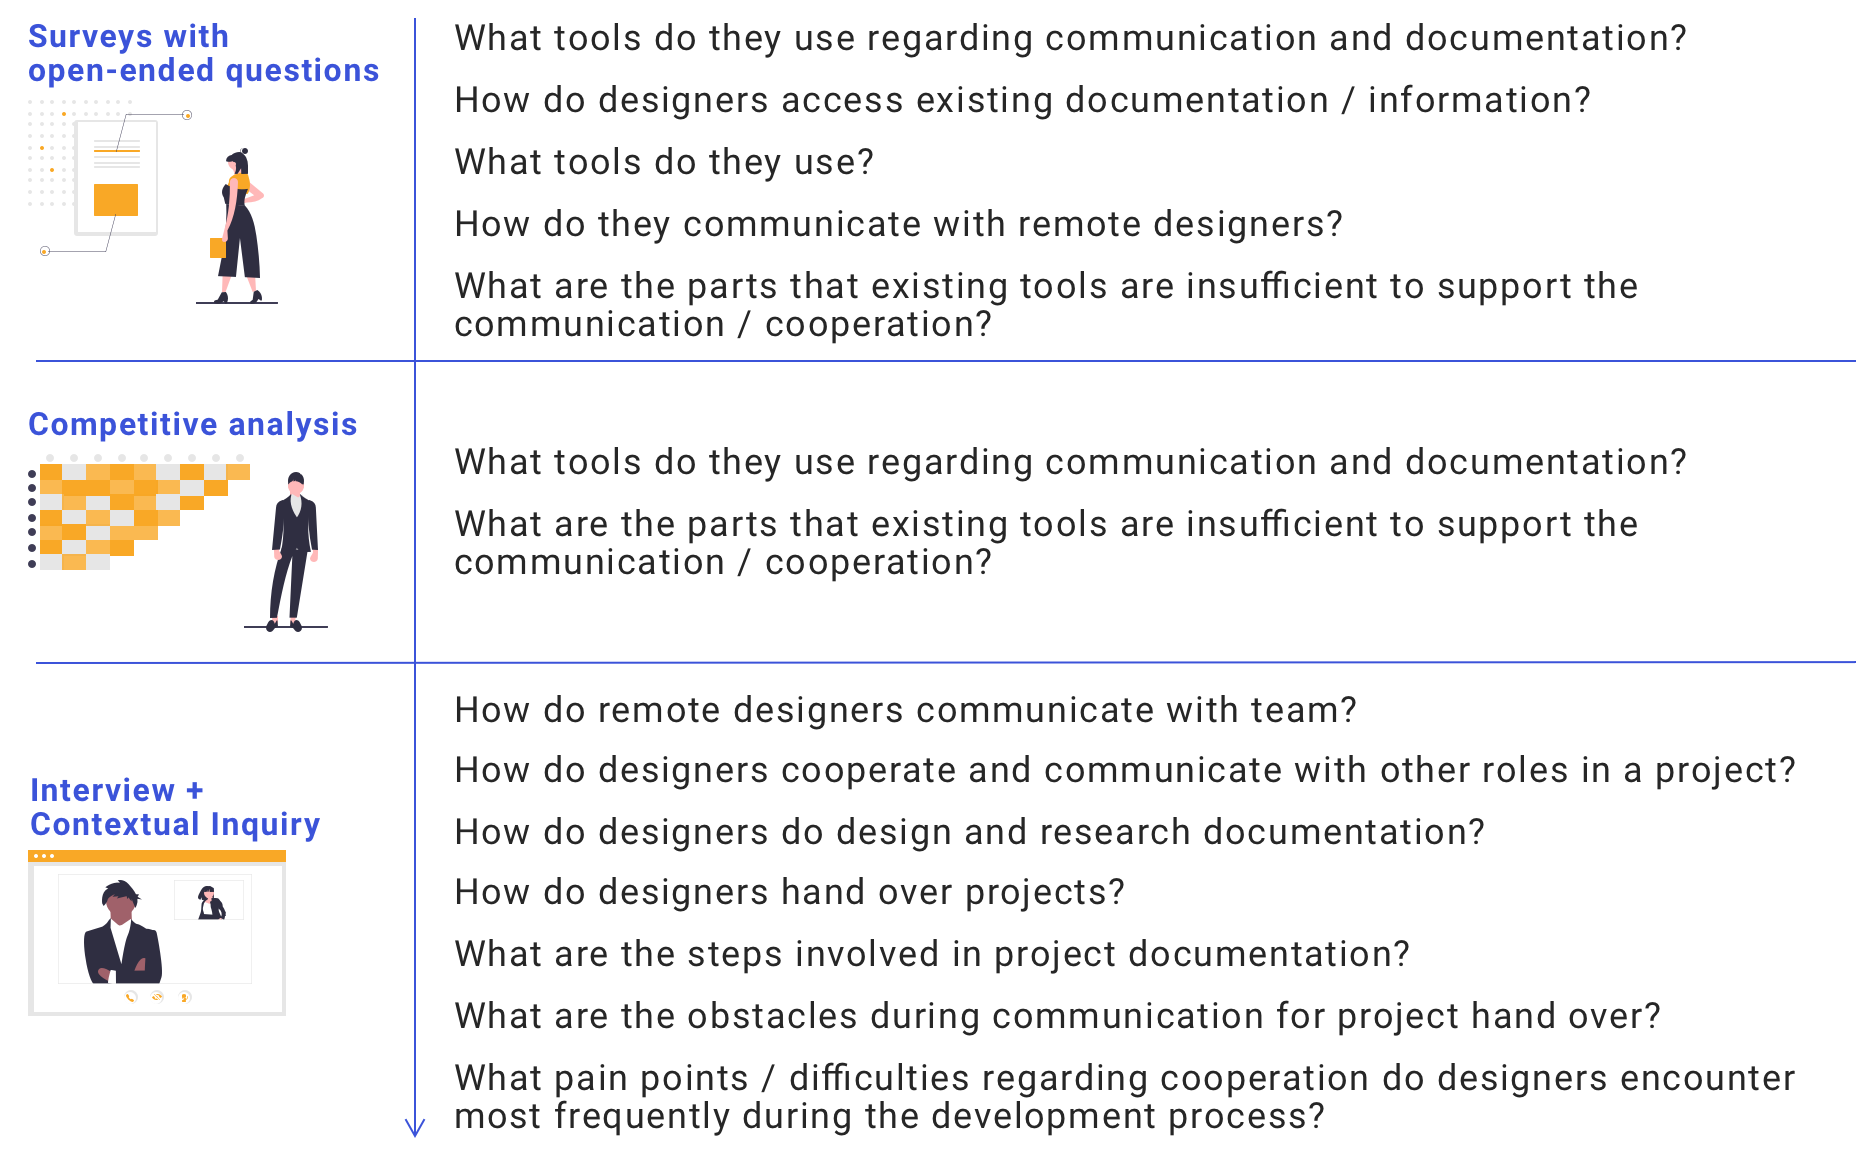 Surveys with
open-ended questions
What tools do they use regarding communication and documentation?
How do designers access existing documentation / information?
What tools do they use?
How do they communicate with remote designers?
What are the parts that existing tools are insufficient to support the
communication / cooperation?
Competitive analysis
What tools do they use regarding communication and documentation?
What are the parts that existing tools are insufficient to support the
communication / cooperation?
Interview +
Contextual Inquiry
How do remote designers communicate with team?
How do designers cooperate and communicate with other roles in a project?
How do designers do design and research documentation?
How do designers hand over projects?
What are the steps involved in project documentation?
What are the obstacles during communication for project hand over?
What pain points / difficulties regarding cooperation do designers encounter
most frequently during the development process?